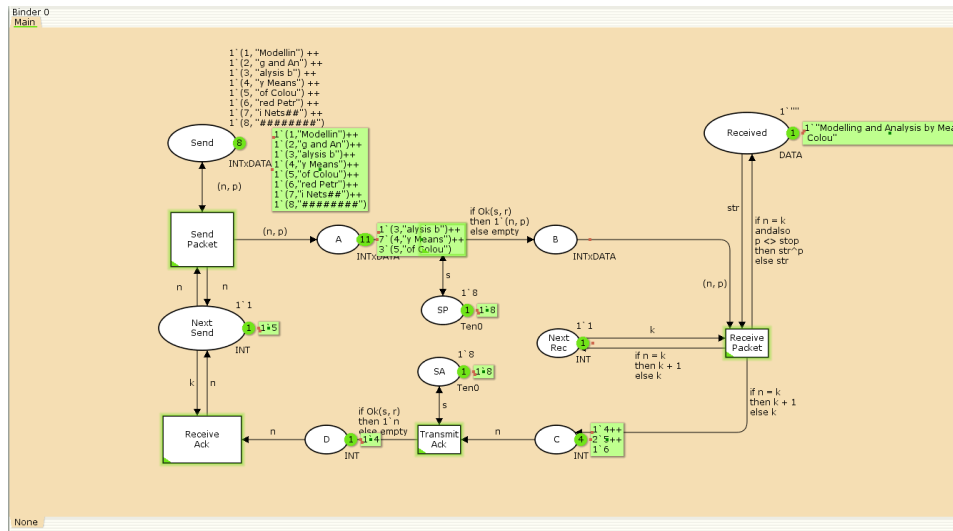 Binder 0
Main
1`(1, "Modellin") ++
1`(2, "g and An") ++
1`(3, "alysis b") ++
1`(4, "y Means") ++
1`(5, "of Colou") ++
1`(6, "red Petr") ++
1`(7, "i Nets##") ++
1`(8, "########")
Send
8
INTxDATA
1`(1,"Modellin")++
1`(2,"g and An")++
1`(3,"alysis b")++
1`(4,"y Means")++
1`(5,"of Colou")++
1`(6,"red Petr")++
1`(7,"i Nets##")++
1`(8,"########")
1`""
Received
1
DATA
1`"Modelling and Analysis by Mea
Colou"
(n, p)
Send
Packet
(n, p)
A
11
INTxDATA
1`(3,"alysis b")++
7`(4,"y Means")++
3`(5,"of Colou")
if Ok(s, r)
then 1`(n, p)
else empty
B
INTxDATA
str
if n = k
andalso
p <> stop
then str^p
else str
s
n
n
1`8
SP
1
1`8
Ten0
(n, p)
1`1
Next
Send
1
1`5
INT
1`1
Next
Rec
1
INT
k
if n = k
then k + 1
else k
Receive
Packet
1`8
SA
1
1`8
Ten0
k
n
s
if n = k
then k + 1
else k
Receive
Ack
n
D
1
1`4
INT
if Ok(s, r)
then 1`n
else empty
Transmit
Ack
n
C
4
INT
1`4++
2`5++
1`6
None